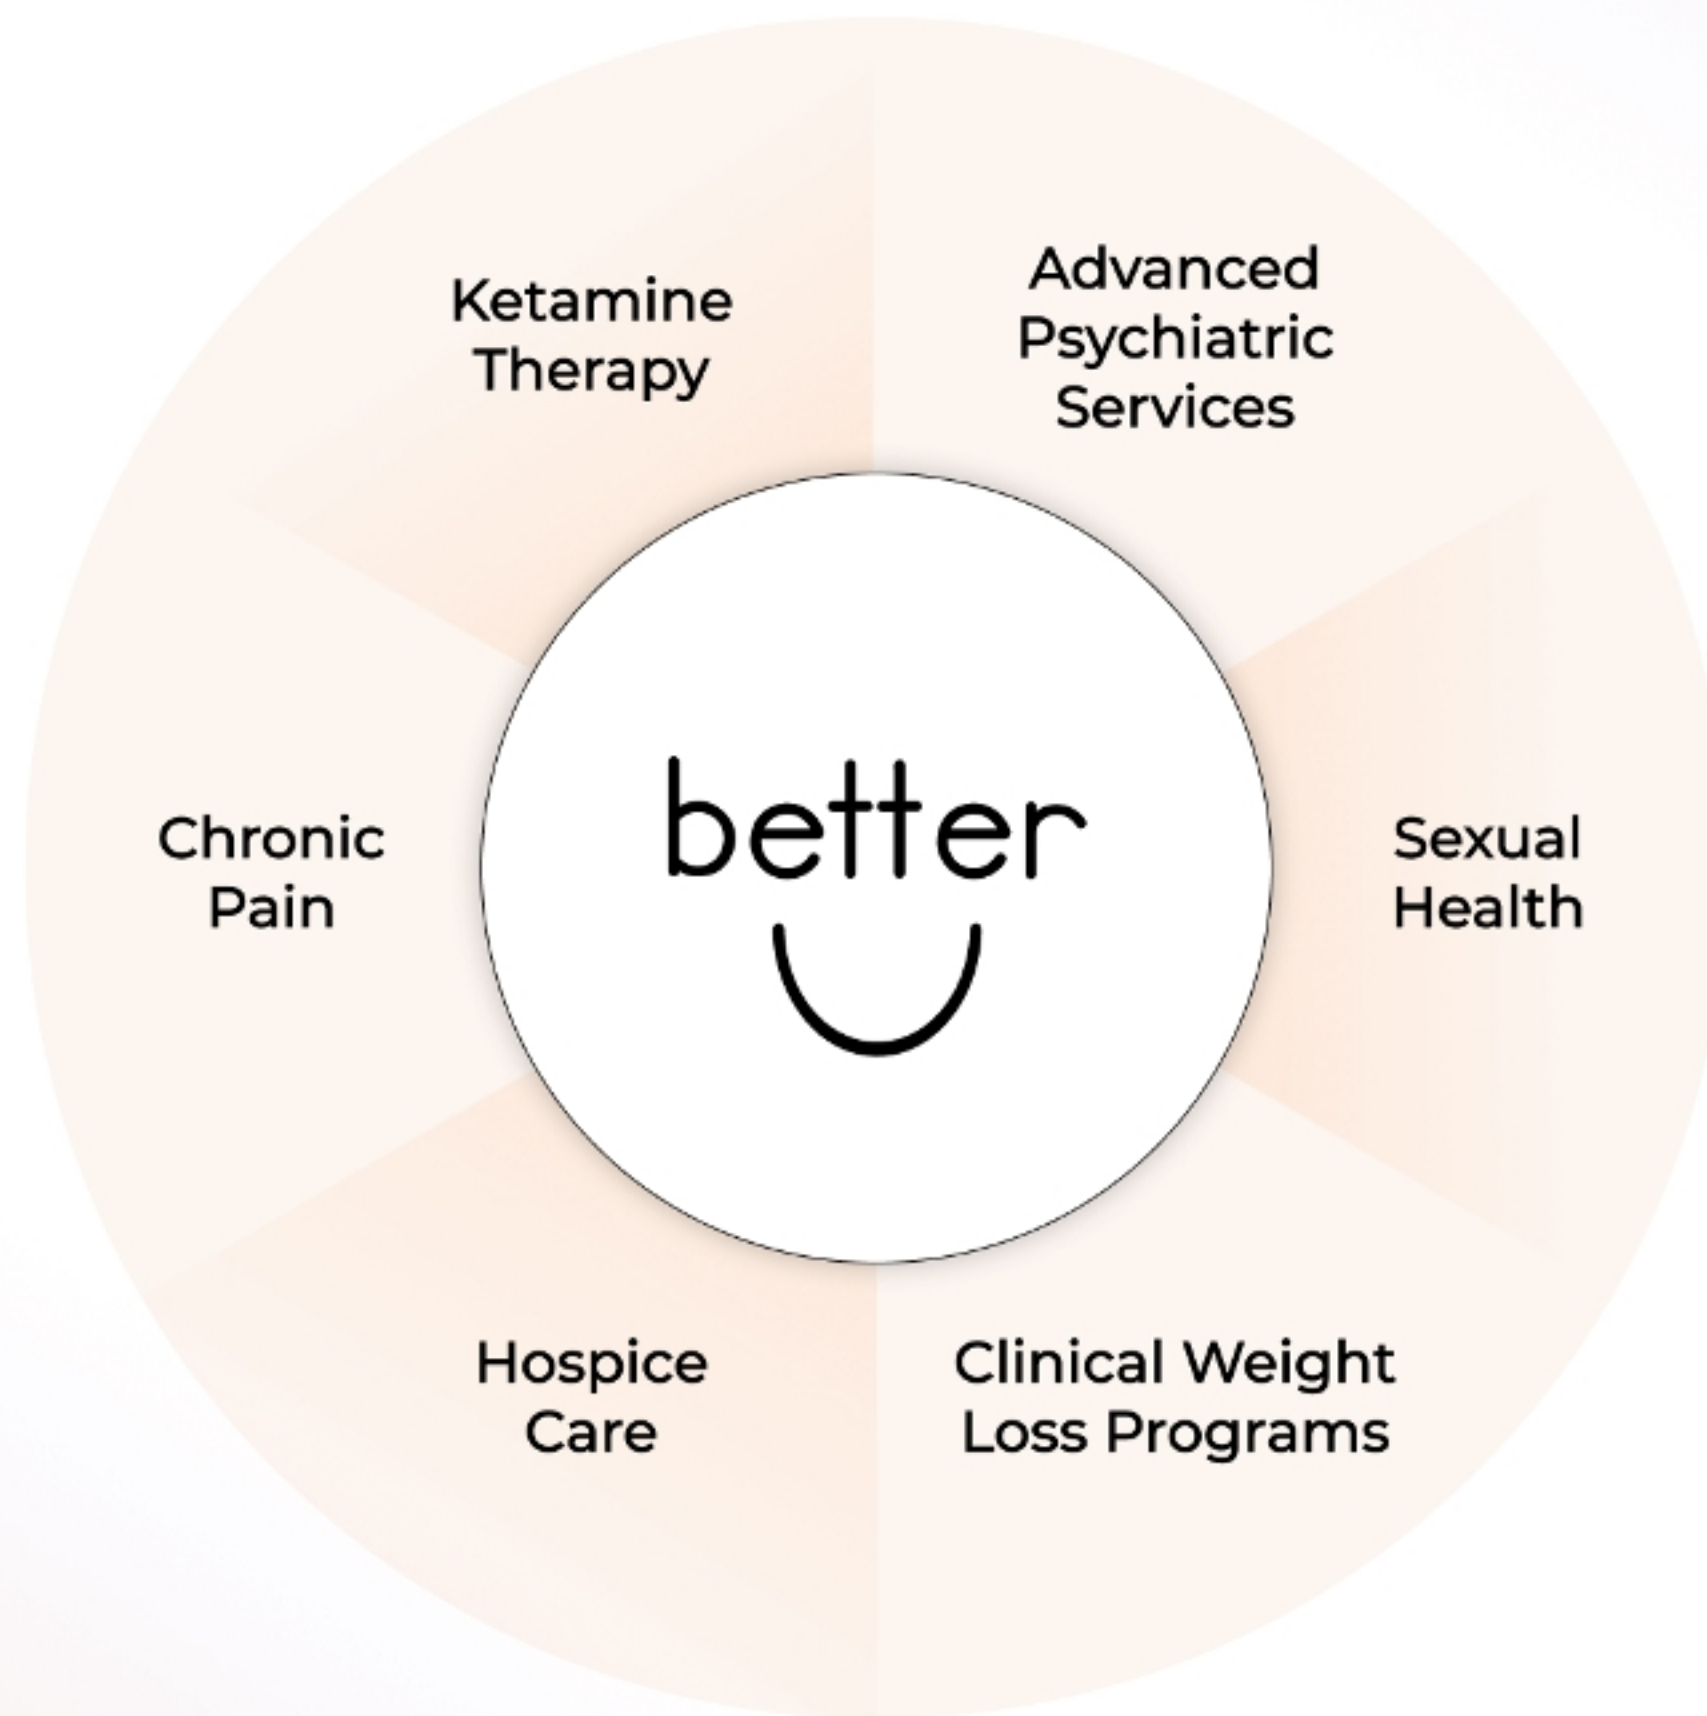 Ketamine
Therapy
Advanced
Psychiatric
Services
Chronic
Pain
better
Sexual
Health
Hospice
Care
Clinical Weight
Loss Programs